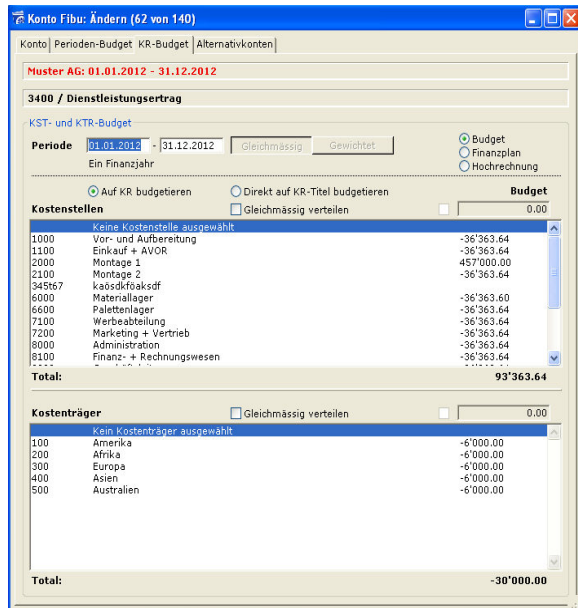 Konto Fibu: Ändern (62 von 140)
Konto Perioden-Budget KR-Budget Alternativkonten
Muster AG: 01.01.2012 - 31.12.2012
3400 / Dienstleistungsertrag
KST- und KTR-Budget
Periode 01.01.2012 - 31.12.2012 Gleichmässig Gewichtet Budget
Finanzplan
Ein Finanzjahr Hochrechnung
Auf KR budgetieren Direkt auf KR-Titel budgetieren Budget
Kostenstellen Gleichmässig verteilen 0.00
Keine Kostenstelle ausgewählt
1000 Vor- und Aufbereitung -36'363.64
1100 Einkauf + AVOR -36'363.64
2000 Montage 1 457'000.00
2100 Montage 2 -36'363.64
345t67 kaösdkföaksdf
6000 Materiallager -36'363.60
6600 Palettenlager -36'363.64
7100 Werbeabteilung -36'363.64
7200 Marketing + Vertrieb -36'363.64
8000 Administration -36'363.64
8100 Finanz- + Rechnungswesen -36'363.64
Total: 93'363.64
Kostenträger Gleichmässig verteilen 0.00
Kein Kostenträger ausgewählt
100 Amerika -6'000.00
200 Afrika -6'000.00
300 Europa -6'000.00
400 Asien -6'000.00
500 Australien -6'000.00
Total: -30'000.00